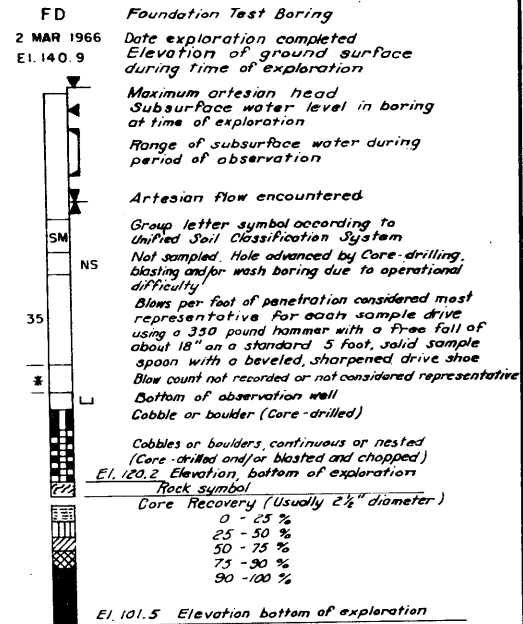 FD Foundation Test Boring
2 MAR 1966 Date exploration completed
El. 140.9 Elevation of ground surface
during time of exploration
Maximum artesian head
Subsurface water level in boring
at time of exploration
Range of subsurface water during
period of observation
Artesian flow encountered
SM Group letter symbol according to
Unified Soil Classification System
NS Not sampled. Hole advanced by Core-drilling,
blasting and/or wash boring due to operational
difficulty
35 Blows per foot of penetration considered most
representative for each sample drive
using a 350 pound hammer with a free fall of
about 18" on a standard 5 foot, solid sample
spoon with a beveled, sharpened, drive shoe
* Blow count not recorded or not considered representative
Bottom of observation well
Cobble or boulder (Core-drilled)
Cobbles or boulders, continuous or nested
(Core-drilled and/or blasted and chopped)
El. 120.2 Elevation, bottom of exploration
Rock symbol
Core Recovery (Usually 2½" diameter)
0 - 25 %
25 - 50 %
50 - 75 %
75 - 90 %
90 - 100 %
El. 101.5 Elevation bottom of exploration